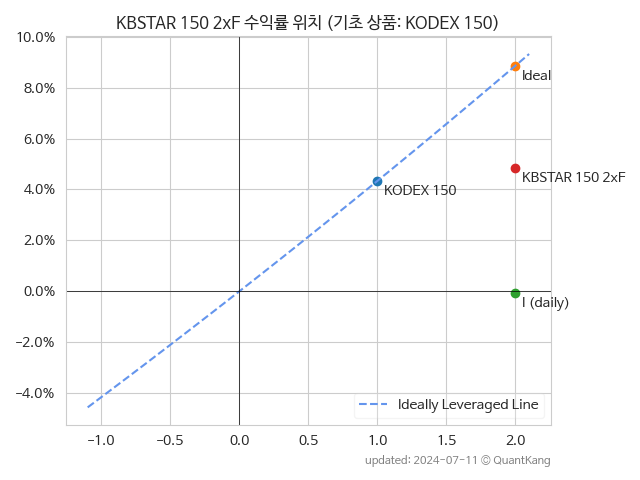 KBSTAR 150 2xF 수익률 위치 (기초 상품: KODEX 150)
10.0%
8.0%
6.0%
4.0%
2.0%
0.0%
−2.0%
−4.0%
Ideal
KBSTAR 150 2xF
KODEX 150
I (daily)
Ideally Leveraged Line
−1.0 −0.5 0.0 0.5 1.0 1.5 2.0
updated: 2024-07-11 © QuantKang